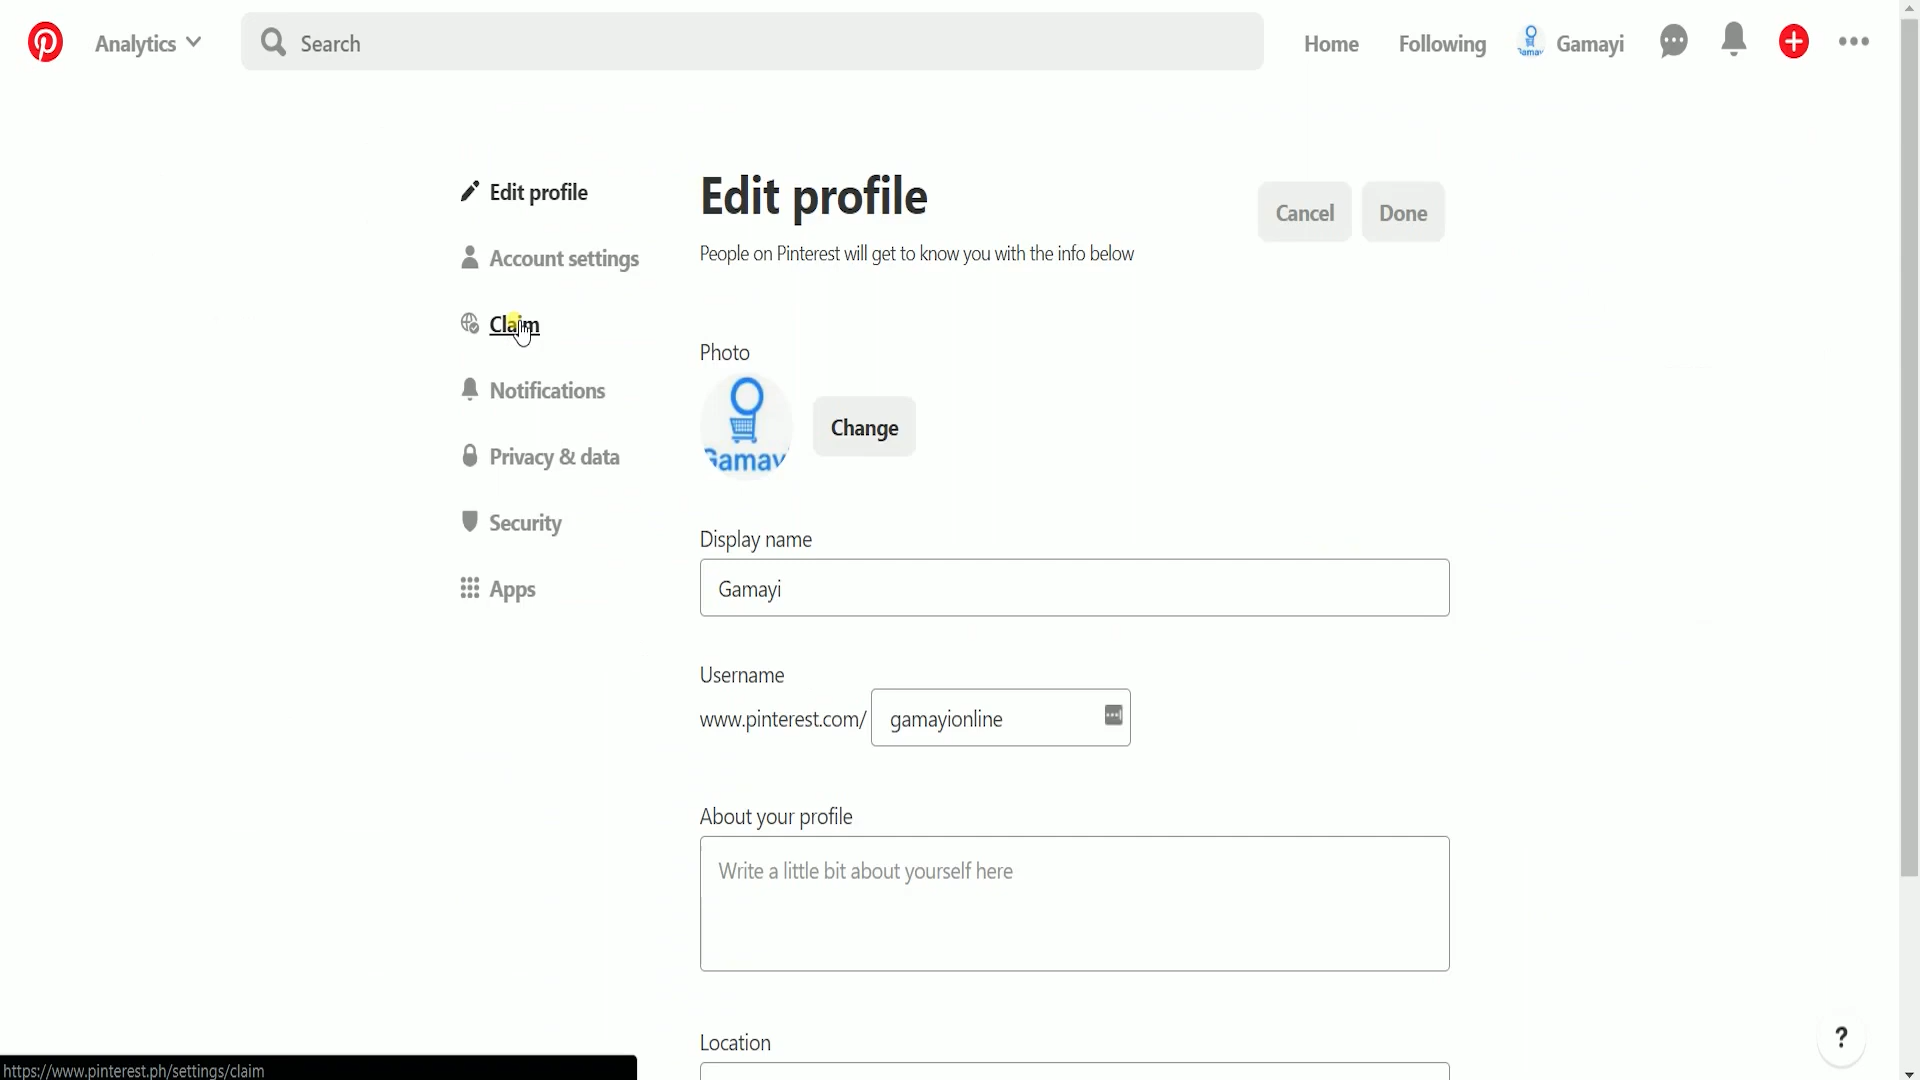 Analytics
Search
Home
Following
Gamayi
Edit profile
Account settings
Claim
Notifications
Privacy & data
Security
Apps
Edit profile
Cancel
Done
People on Pinterest will get to know you with the info below
Photo
Change
Display name
Gamayi
Username
www.pinterest.com/
gamayionline
About your profile
Write a little bit about yourself here
Location
?
https://www.pinterest.ph/settings/claim